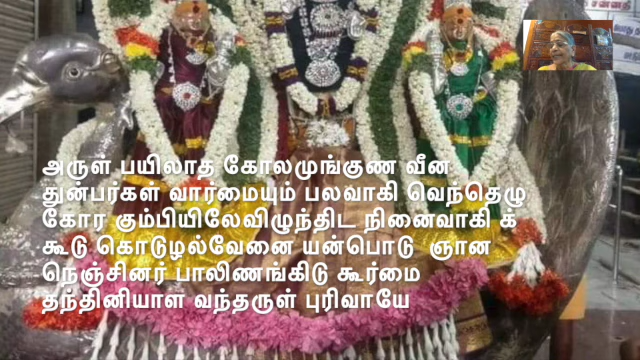 அருள் பயிலாத கோலமுங்குண வீன
துன்பர்கள் வார்மையும் பலவாகி வெந்தெழு
கோர கும்பியிலேவிழுந்திட நினைவாகி க்
கூடு கொடுழல்வேனை யன்பொடு ஞான
நெஞ்சினர் பாலிணங்கிடு கூர்மை
தந்தினியாள வந்தருள் புரிவாயே